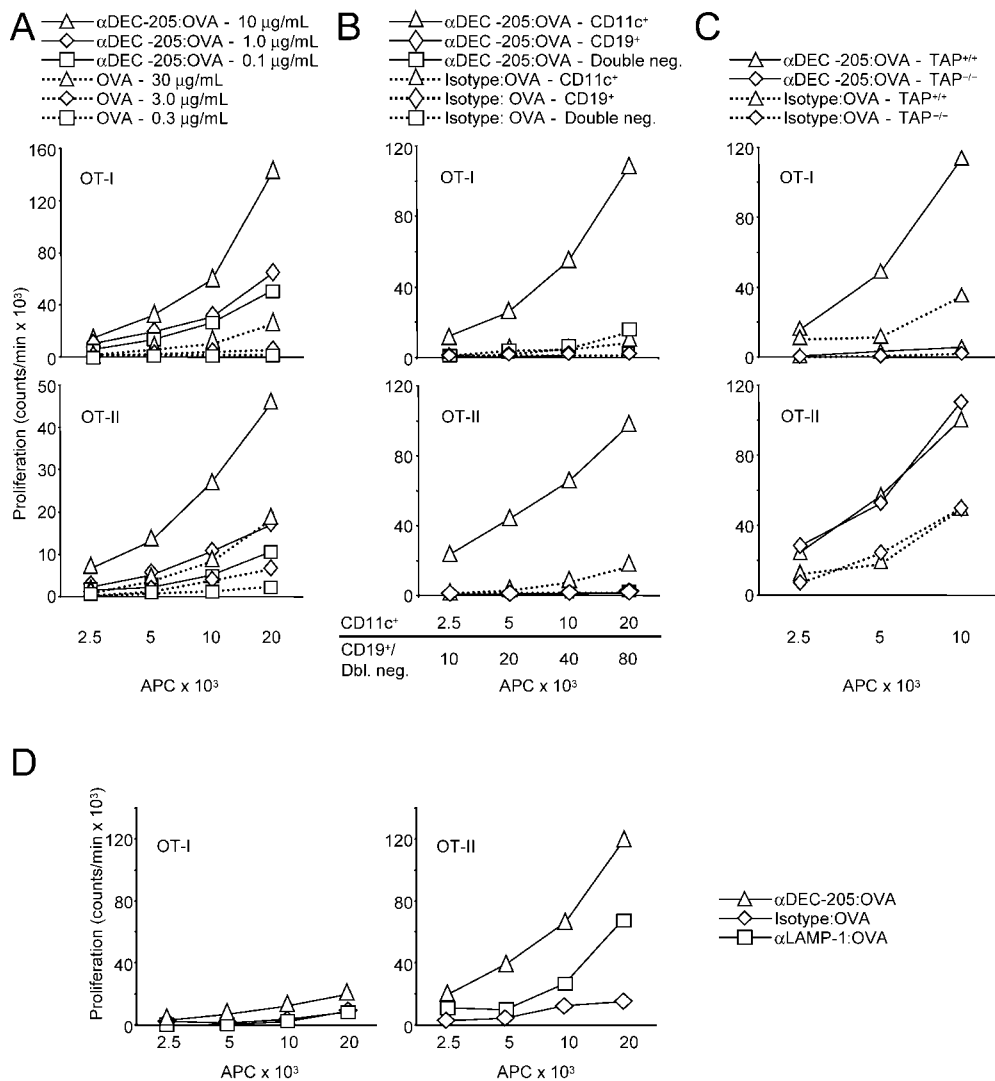 A
αDEC-205:OVA - 10 µg/mL
αDEC -205:OVA - 1.0 µg/mL
αDEC -205:OVA - 0.1 µg/mL
OVA - 30 µg/mL
OVA - 3.0 µg/mL
OVA - 0.3 µg/mL
B
αDEC-205:OVA - CD11c⁺
αDEC-205:OVA - CD19⁺
αDEC-205:OVA - Double neg.
Isotype:OVA - CD11c⁺
Isotype: OVA - CD19⁺
Isotype: OVA - Double neg.
C
αDEC -205:OVA - TAP⁺/⁺
αDEC -205:OVA - TAP⁻/⁻
Isotype:OVA - TAP⁺/⁺
Isotype:OVA - TAP⁻/⁻
Proliferation (counts/min x 10³)
160
120
80
40
0
OT-I
120
80
40
0
OT-I
120
80
40
0
OT-I
50
40
30
20
10
0
OT-II
120
80
40
0
OT-II
120
80
40
0
OT-II
2.5 5 10 20
APC x 10³
CD11c⁺ 2.5 5 10 20
CD19⁺/
Dbl. neg. 10 20 40 80
APC x 10³
2.5 5 10
APC x 10³
D
Proliferation (counts/min x 10³)
120
80
40
0
OT-I
2.5 5 10 20
APC x 10³
120
80
40
0
OT-II
2.5 5 10 20
APC x 10³
αDEC-205:OVA
Isotype:OVA
αLAMP-1:OVA